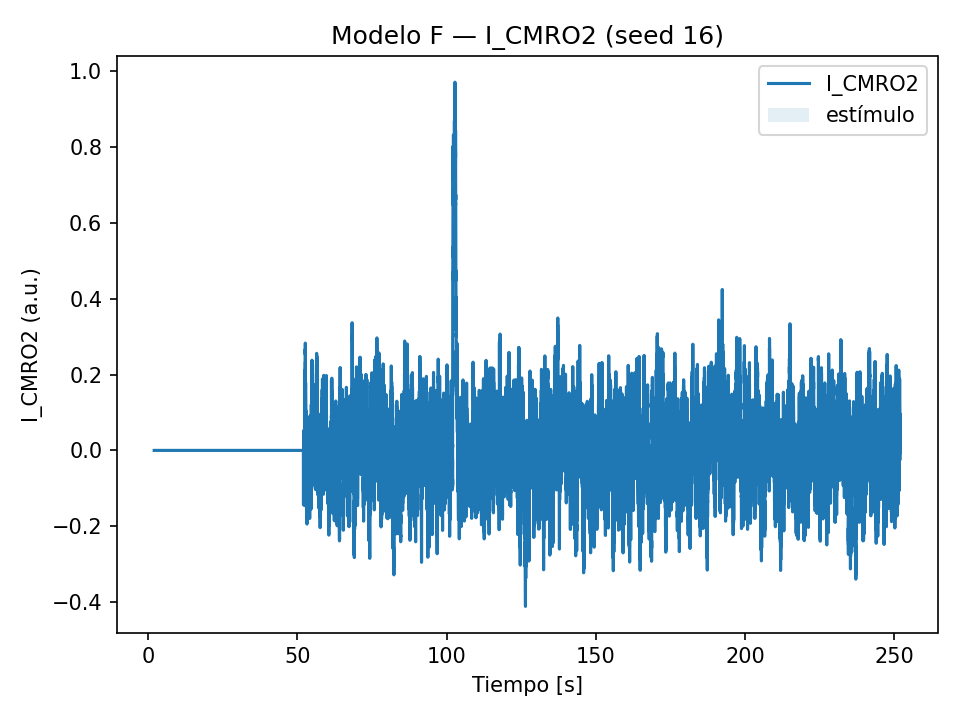 Modelo F — I_CMRO2 (seed 16)
I_CMRO2
estímulo
1.0
0.8
0.6
0.4
0.2
0.0
−0.2
−0.4
I_CMRO2 (a.u.)
0 50 100 150 200 250
Tiempo [s]